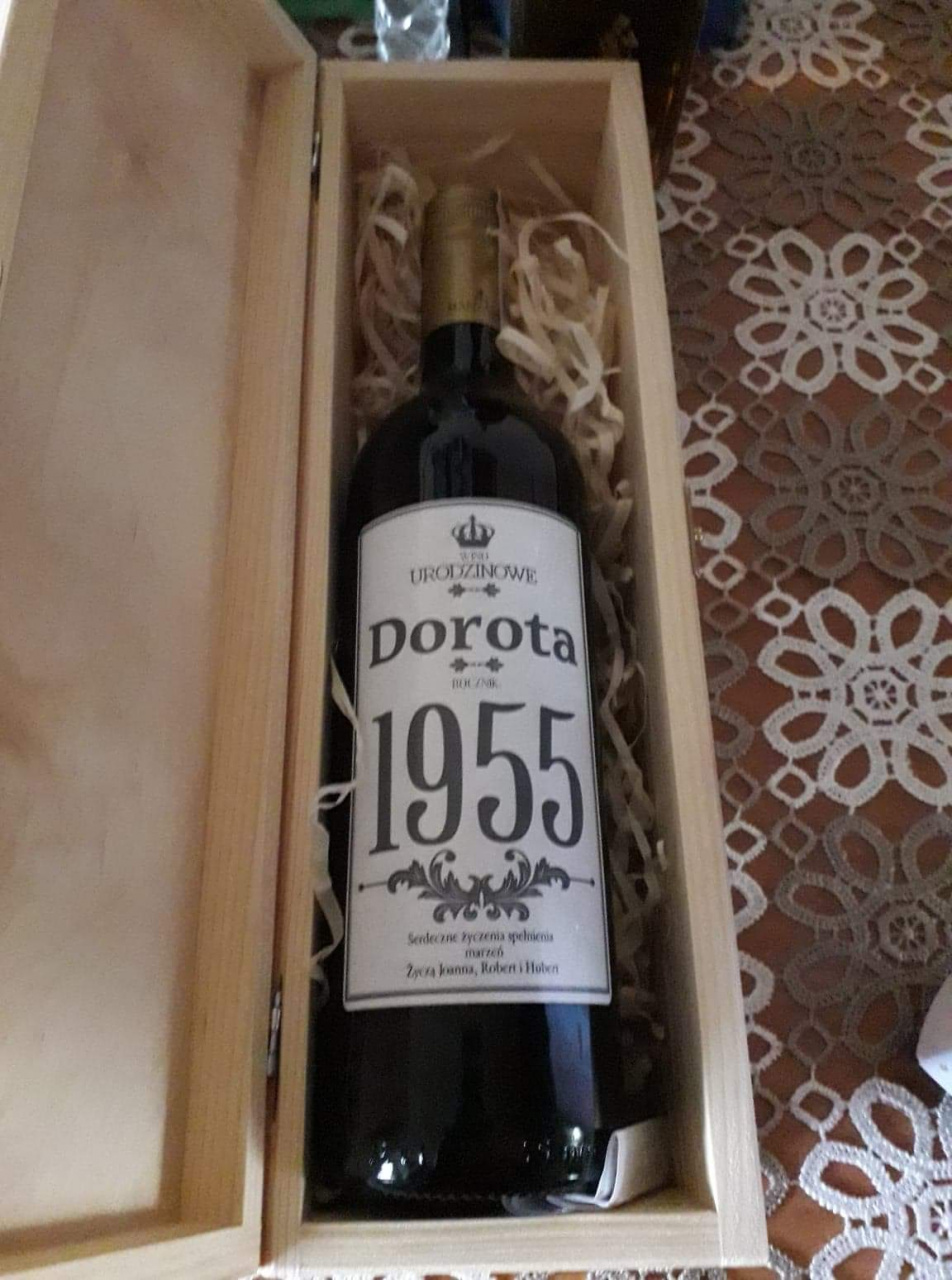 WINO
URODZINOWE
Dorota
ROCZNIK:
1955
Serdeczne życzenia spełnienia
marzeń
Życzą Joanna, Robert i Hubert